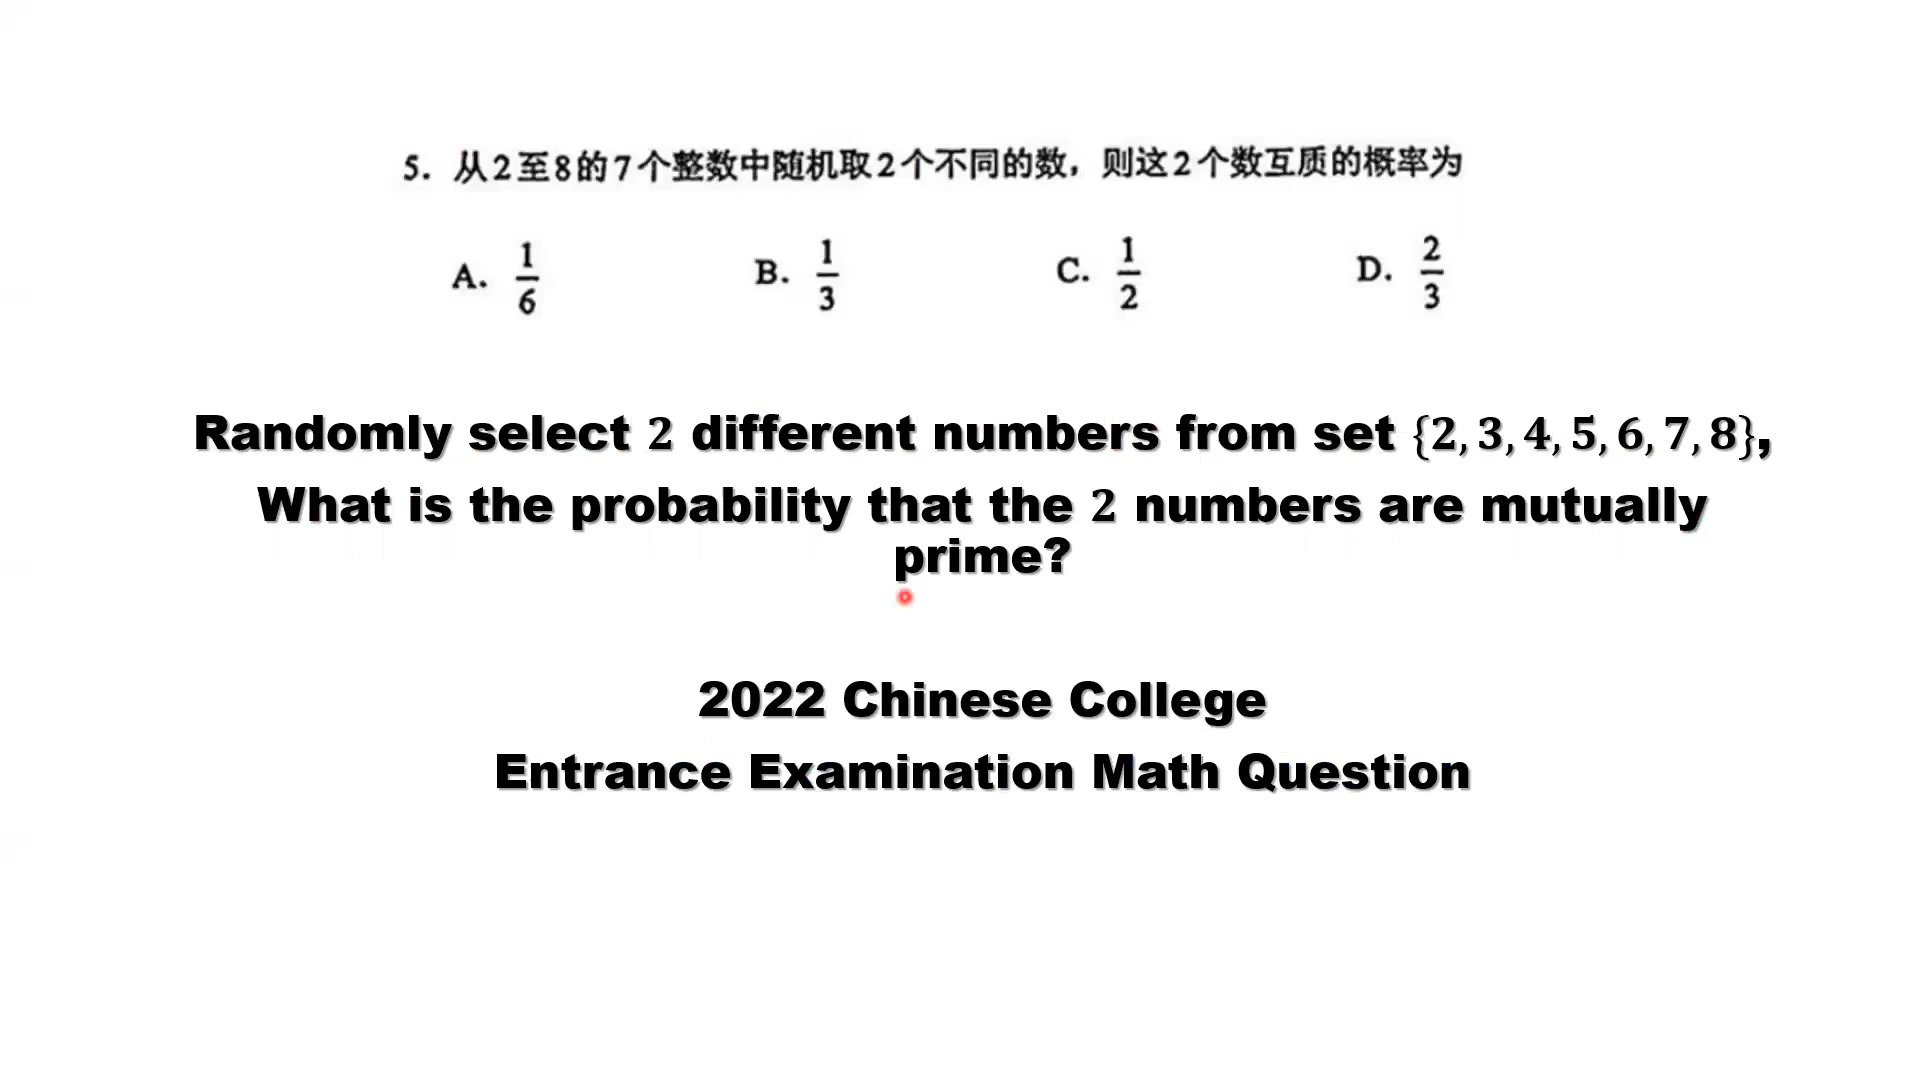 5. 从2至8的7个整数中随机取2个不同的数，则这2个数互质的概率为
A. 1/6 B. 1/3 C. 1/2 D. 2/3
Randomly select 2 different numbers from set {2, 3, 4, 5, 6, 7, 8},
What is the probability that the 2 numbers are mutually
prime?
2022 Chinese College
Entrance Examination Math Question